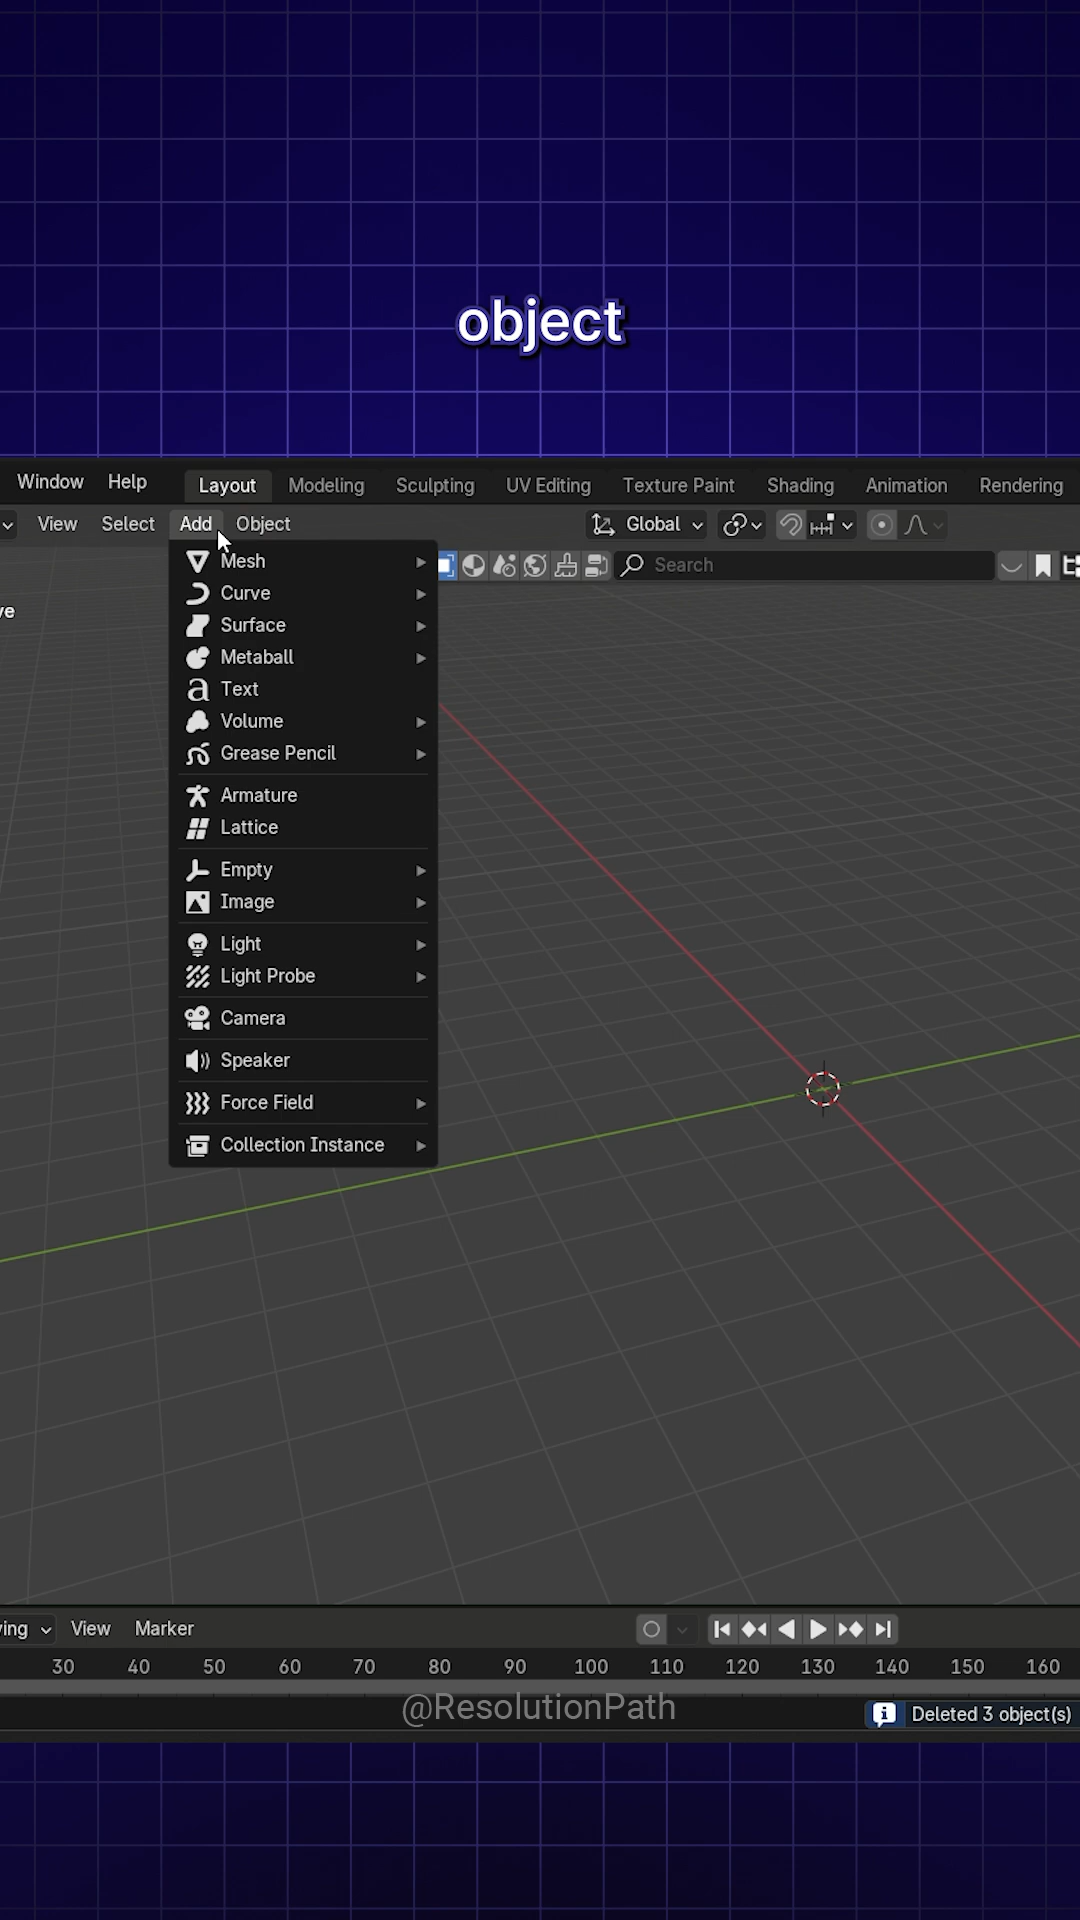 object
Window Help Layout Modeling Sculpting UV Editing Texture Paint Shading Animation Rendering
View Select Add Object Global
Search
Mesh
Curve
Surface
Metaball
Text
Volume
Grease Pencil
Armature
Lattice
Empty
Image
Light
Light Probe
Camera
Speaker
Force Field
Collection Instance
View Marker
30 40 50 60 70 80 90 100 110 120 130 140 150 160
@ResolutionPath
Deleted 3 object(s)